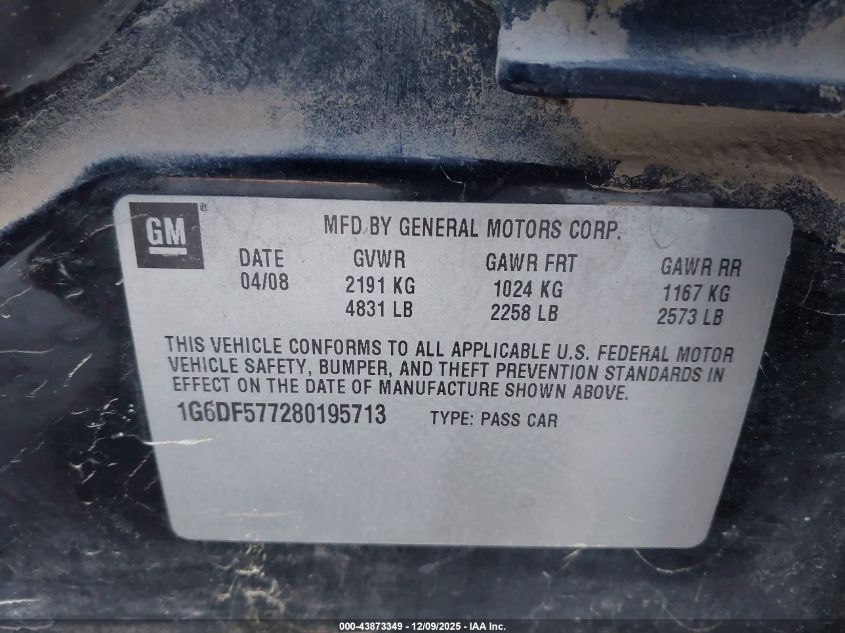 GM ®
MFD BY GENERAL MOTORS CORP.
DATE GVWR GAWR FRT GAWR RR
04/08 2191 KG 1024 KG 1167 KG
4831 LB 2258 LB 2573 LB
THIS VEHICLE CONFORMS TO ALL APPLICABLE U.S. FEDERAL MOTOR
VEHICLE SAFETY, BUMPER, AND THEFT PREVENTION STANDARDS IN
EFFECT ON THE DATE OF MANUFACTURE SHOWN ABOVE.
1G6DF577280195713 TYPE: PASS CAR
000-43873349 - 12/09/2025 - IAA Inc.